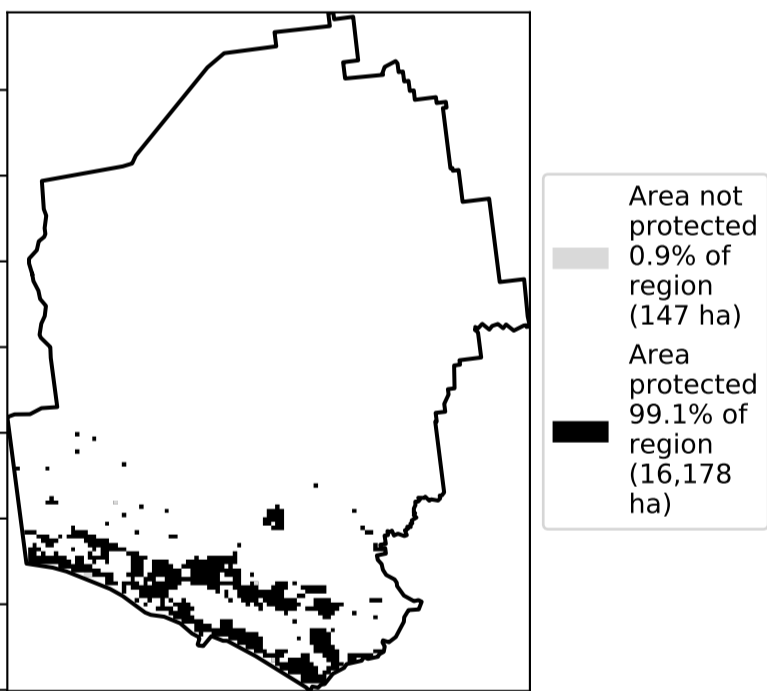 Area not
protected
0.9% of
region
(147 ha)
Area
protected
99.1% of
region
(16,178
ha)